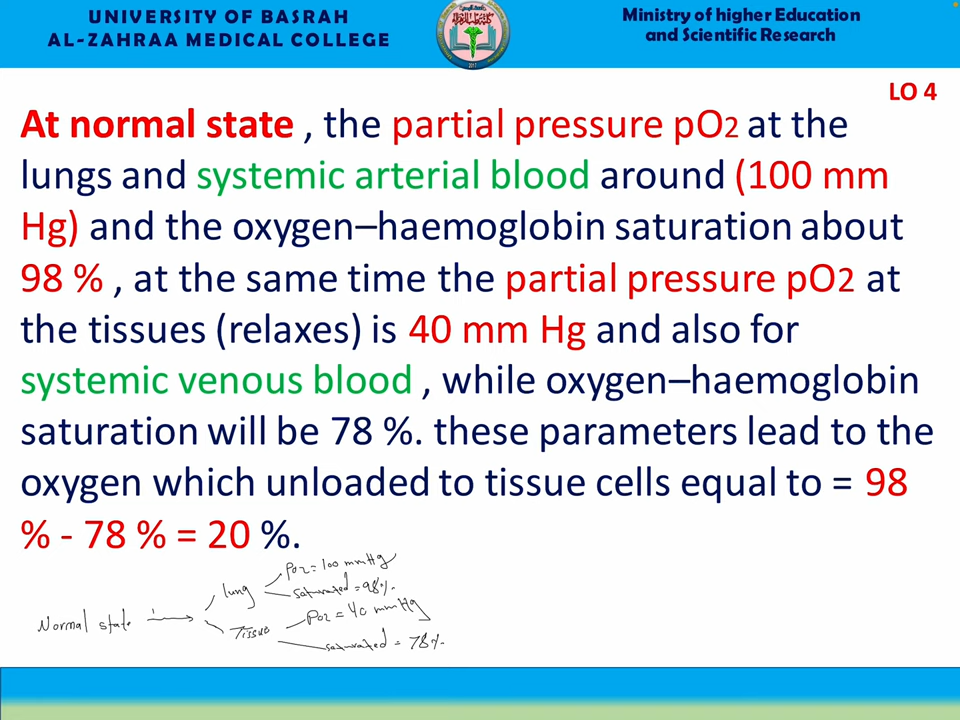 UNIVERSITY OF BASRAH
AL-ZAHRAA MEDICAL COLLEGE
Ministry of higher Education
and Scientific Research
LO 4
At normal state , the partial pressure pO2 at the
lungs and systemic arterial blood around (100 mm
Hg) and the oxygen–haemoglobin saturation about
98 % , at the same time the partial pressure pO2 at
the tissues (relaxes) is 40 mm Hg and also for
systemic venous blood , while oxygen–haemoglobin
saturation will be 78 %. these parameters lead to the
oxygen which unloaded to tissue cells equal to = 98
% - 78 % = 20 %.
PO2 = 100 mmHg
Lung
saturated = 98%.
Normal state
PO2 = 40 mmHg
Tissue
saturated = 78%.